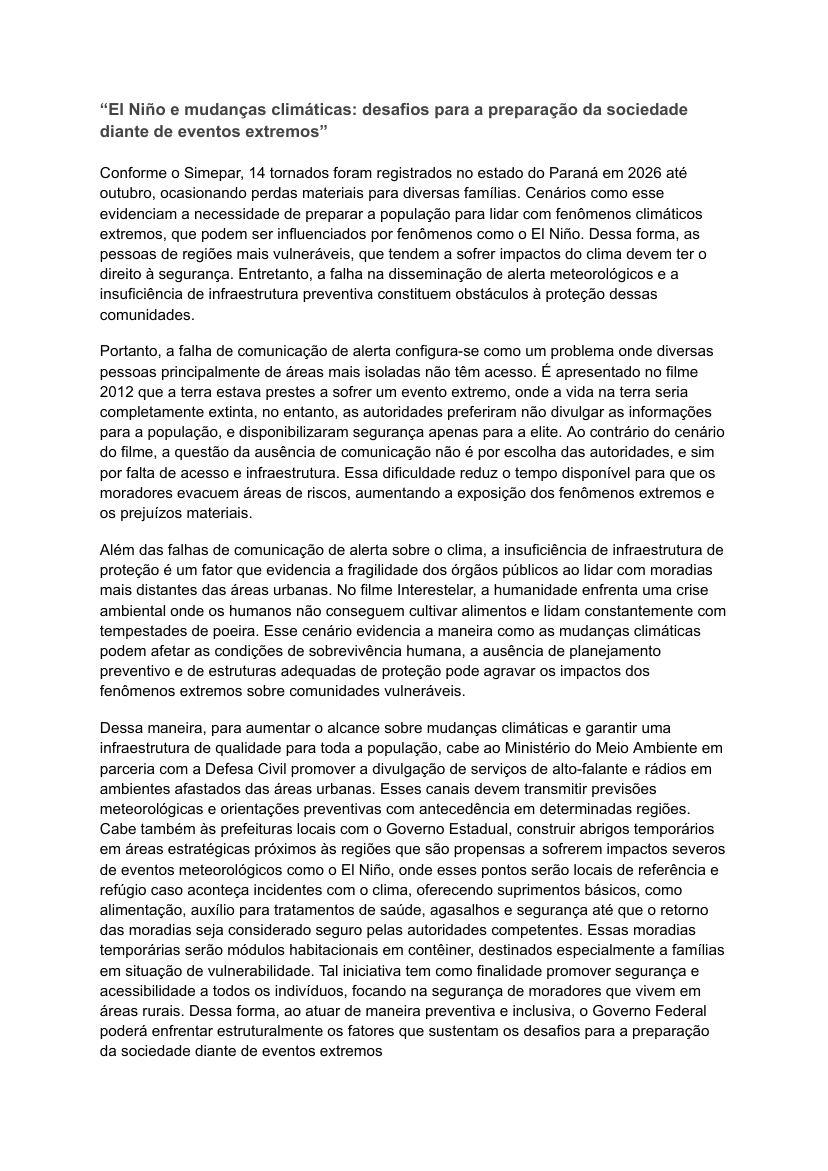 “El Niño e mudanças climáticas: desafios para a preparação da sociedade
diante de eventos extremos”
Conforme o Simepar, 14 tornados foram registrados no estado do Paraná em 2026 até
outubro, ocasionando perdas materiais para diversas famílias. Cenários como esse
evidenciam a necessidade de preparar a população para lidar com fenômenos climáticos
extremos, que podem ser influenciados por fenômenos como o El Niño. Dessa forma, as
pessoas de regiões mais vulneráveis, que tendem a sofrer impactos do clima devem ter o
direito à segurança. Entretanto, a falha na disseminação de alerta meteorológicos e a
insuficiência de infraestrutura preventiva constituem obstáculos à proteção dessas
comunidades.
Portanto, a falha de comunicação de alerta configura-se como um problema onde diversas
pessoas principalmente de áreas mais isoladas não têm acesso. É apresentado no filme
2012 que a terra estava prestes a sofrer um evento extremo, onde a vida na terra seria
completamente extinta, no entanto, as autoridades preferiram não divulgar as informações
para a população, e disponibilizaram segurança apenas para a elite. Ao contrário do cenário
do filme, a questão da ausência de comunicação não é por escolha das autoridades, e sim
por falta de acesso e infraestrutura. Essa dificuldade reduz o tempo disponível para que os
moradores evacuem áreas de riscos, aumentando a exposição dos fenômenos extremos e
os prejuízos materiais.
Além das falhas de comunicação de alerta sobre o clima, a insuficiência de infraestrutura de
proteção é um fator que evidencia a fragilidade dos órgãos públicos ao lidar com moradias
mais distantes das áreas urbanas. No filme Interestelar, a humanidade enfrenta uma crise
ambiental onde os humanos não conseguem cultivar alimentos e lidam constantemente com
tempestades de poeira. Esse cenário evidencia a maneira como as mudanças climáticas
podem afetar as condições de sobrevivência humana, a ausência de planejamento
preventivo e de estruturas adequadas de proteção pode agravar os impactos dos
fenômenos extremos sobre comunidades vulneráveis.
Dessa maneira, para aumentar o alcance sobre mudanças climáticas e garantir uma
infraestrutura de qualidade para toda a população, cabe ao Ministério do Meio Ambiente em
parceria com a Defesa Civil promover a divulgação de serviços de alto-falante e rádios em
ambientes afastados das áreas urbanas. Esses canais devem transmitir previsões
meteorológicas e orientações preventivas com antecedência em determinadas regiões.
Cabe também às prefeituras locais com o Governo Estadual, construir abrigos temporários
em áreas estratégicas próximos às regiões que são propensas a sofrerem impactos severos
de eventos meteorológicos como o El Niño, onde esses pontos serão locais de referência e
refúgio caso aconteça incidentes com o clima, oferecendo suprimentos básicos, como
alimentação, auxílio para tratamentos de saúde, agasalhos e segurança até que o retorno
das moradias seja considerado seguro pelas autoridades competentes. Essas moradias
temporárias serão módulos habitacionais em contêiner, destinados especialmente a famílias
em situação de vulnerabilidade. Tal iniciativa tem como finalidade promover segurança e
acessibilidade a todos os indivíduos, focando na segurança de moradores que vivem em
áreas rurais. Dessa forma, ao atuar de maneira preventiva e inclusiva, o Governo Federal
poderá enfrentar estruturalmente os fatores que sustentam os desafios para a preparação
da sociedade diante de eventos extremos